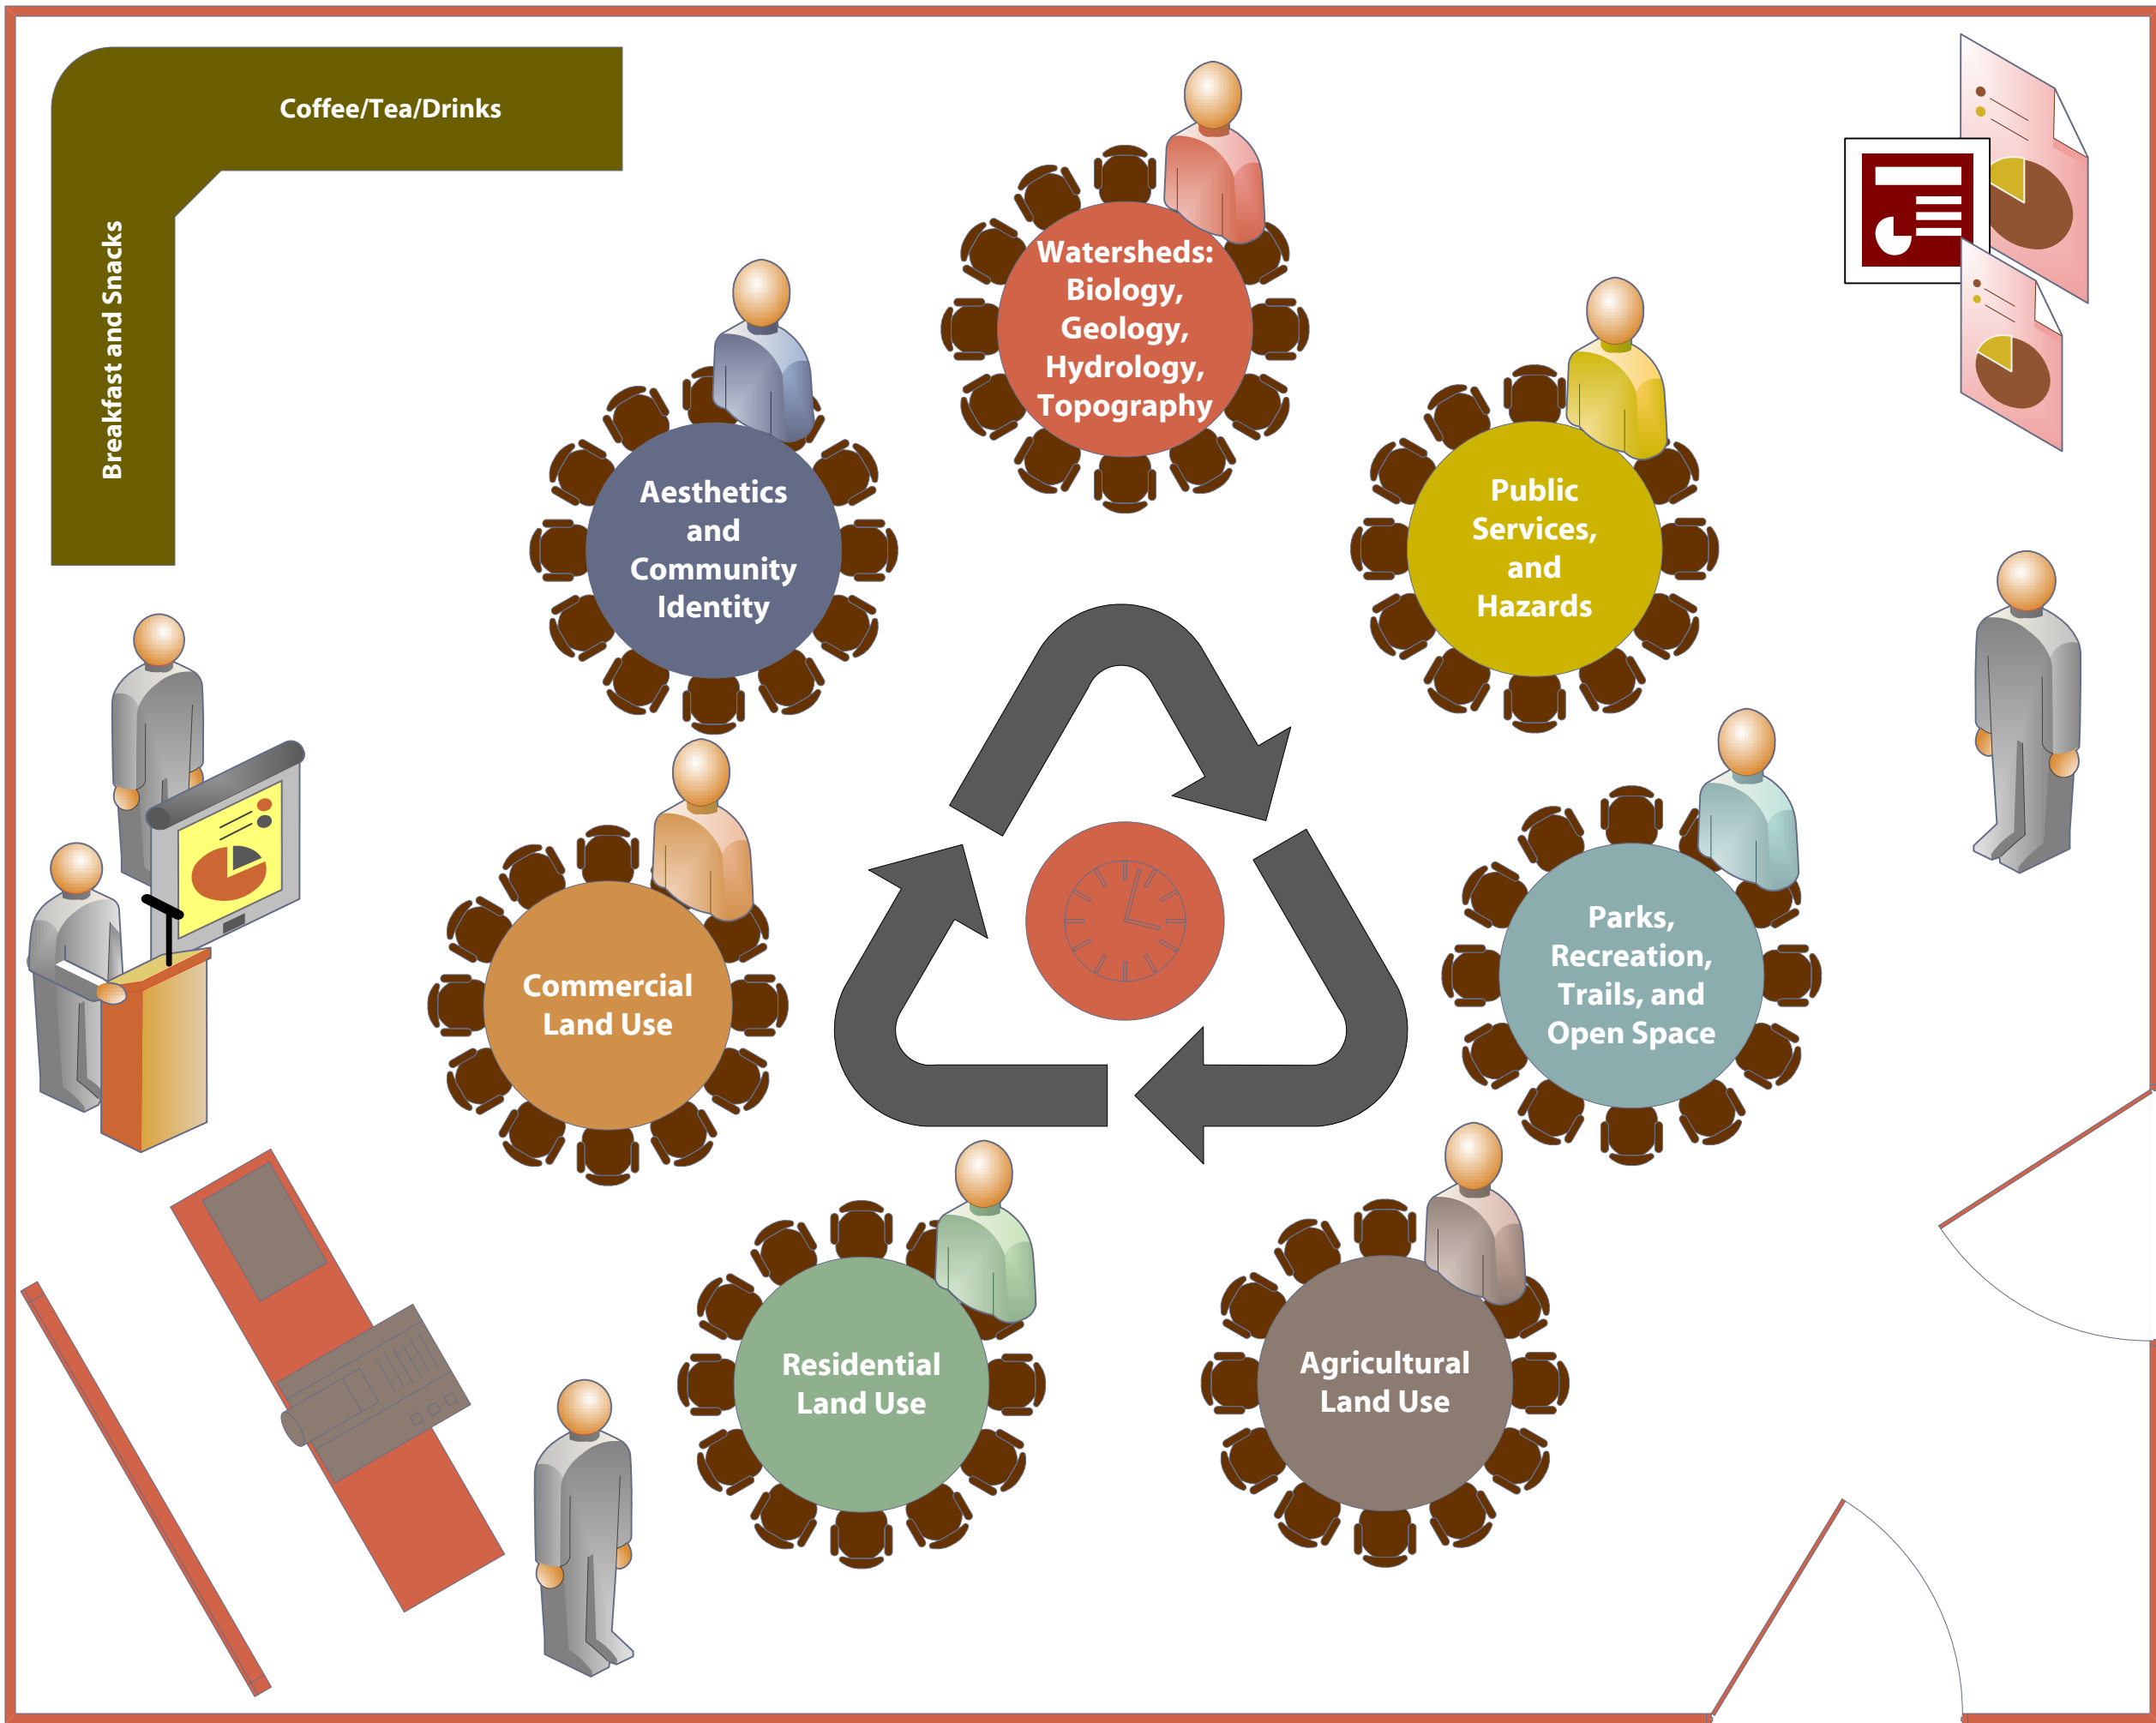 Coffee/Tea/Drinks
Breakfast and Snacks
Watersheds:
Biology,
Geology,
Hydrology,
Topography
Aesthetics
and
Community
Identity
Public
Services,
and
Hazards
Commercial
Land Use
Parks,
Recreation,
Trails, and
Open Space
Residential
Land Use
Agricultural
Land Use